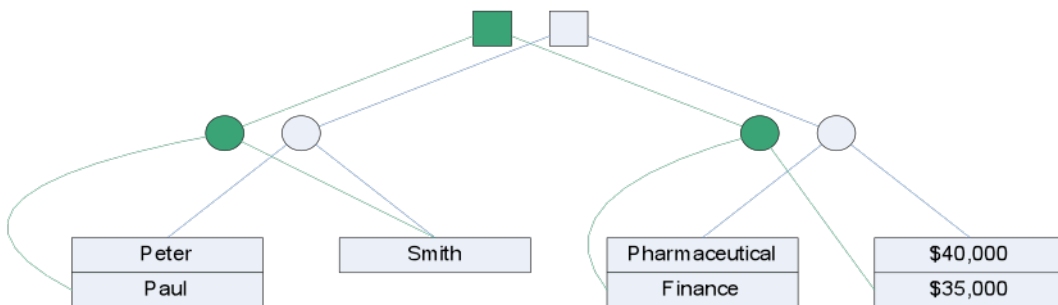 Peter
Paul
Smith
Pharmaceutical
Finance
$40,000
$35,000